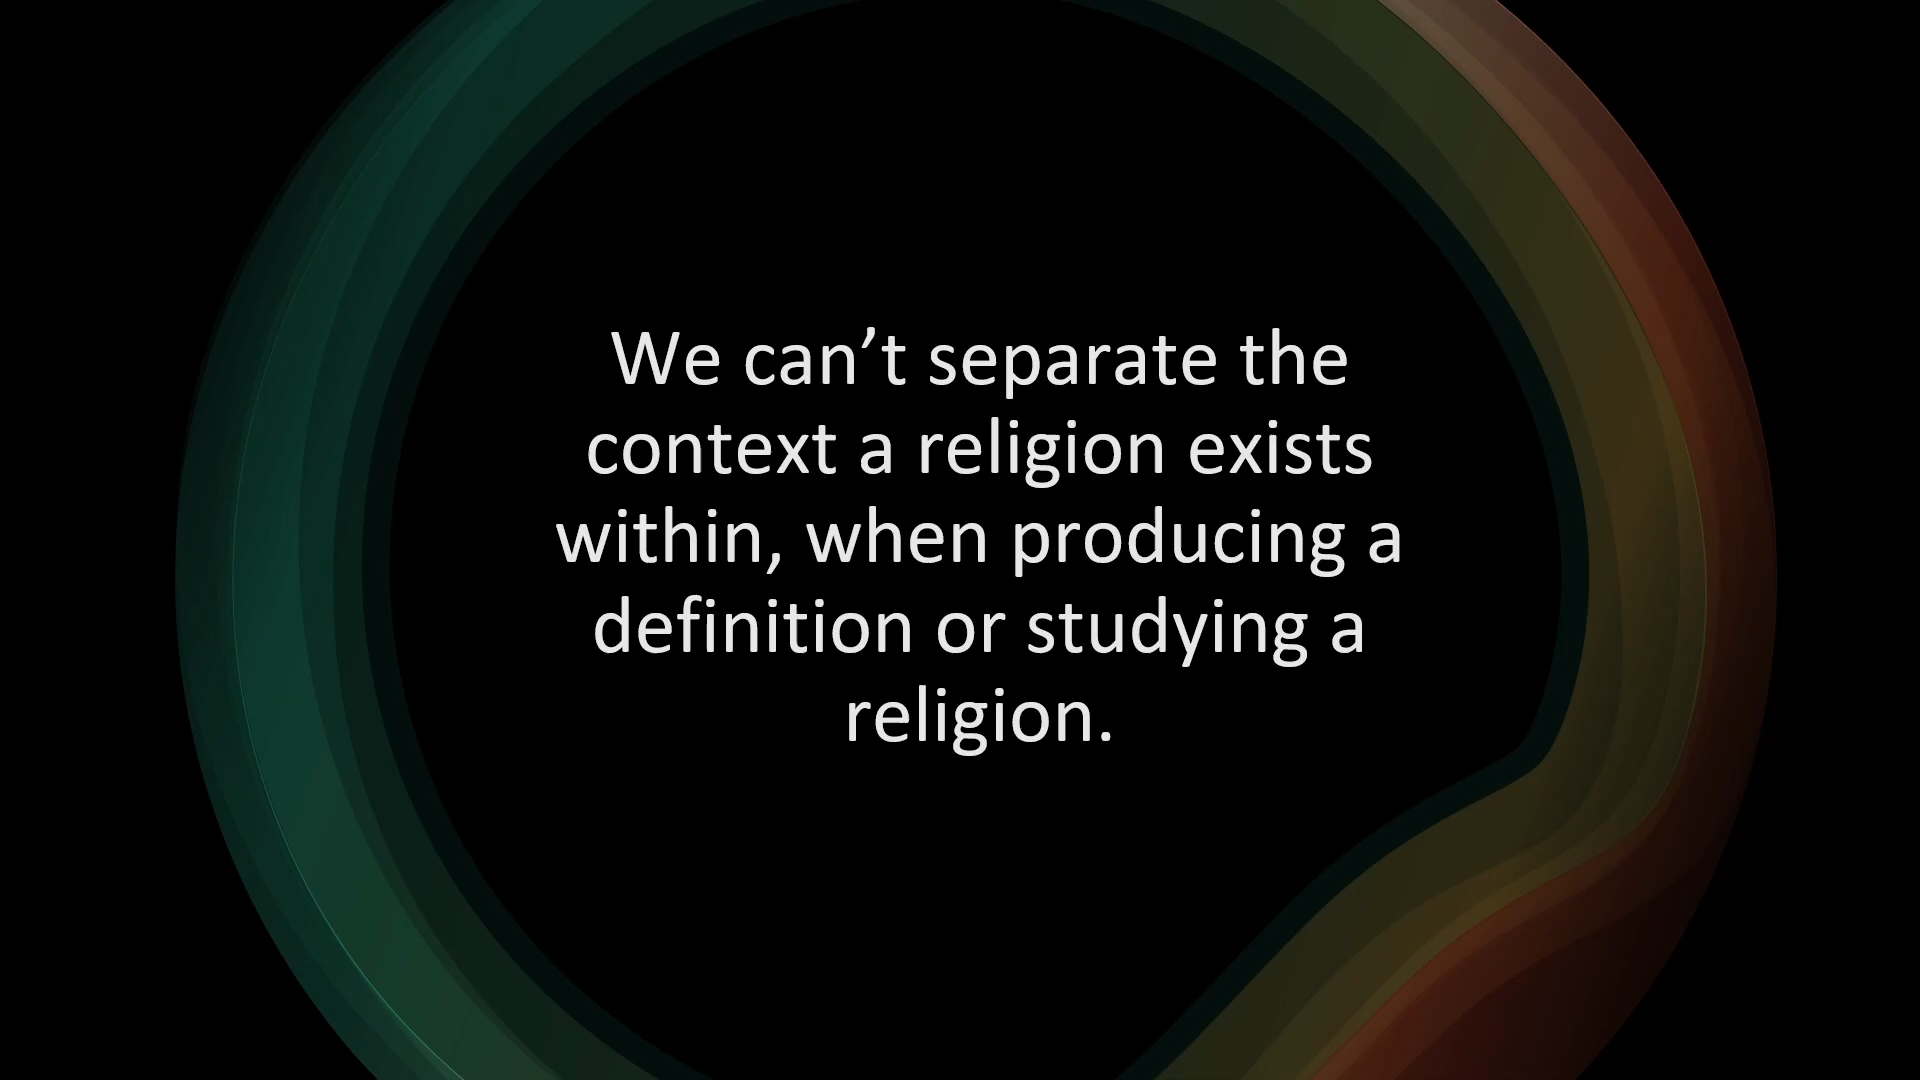 We can’t separate the
context a religion exists
within, when producing a
definition or studying a
religion.